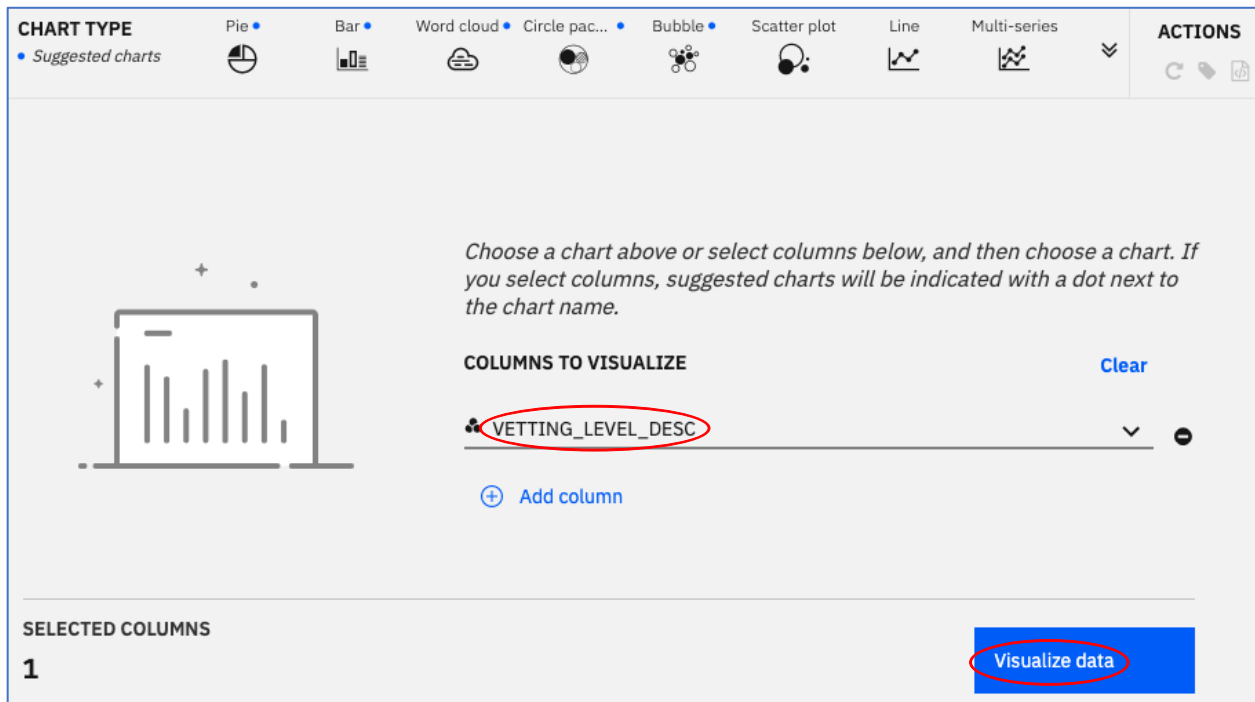 CHART TYPE
Suggested charts
Pie
Bar
Word cloud
Circle pac...
Bubble
Scatter plot
Line
Multi-series
ACTIONS
Choose a chart above or select columns below, and then choose a chart. If
you select columns, suggested charts will be indicated with a dot next to
the chart name.
COLUMNS TO VISUALIZE
Clear
VETTING_LEVEL_DESC
Add column
SELECTED COLUMNS
1
Visualize data